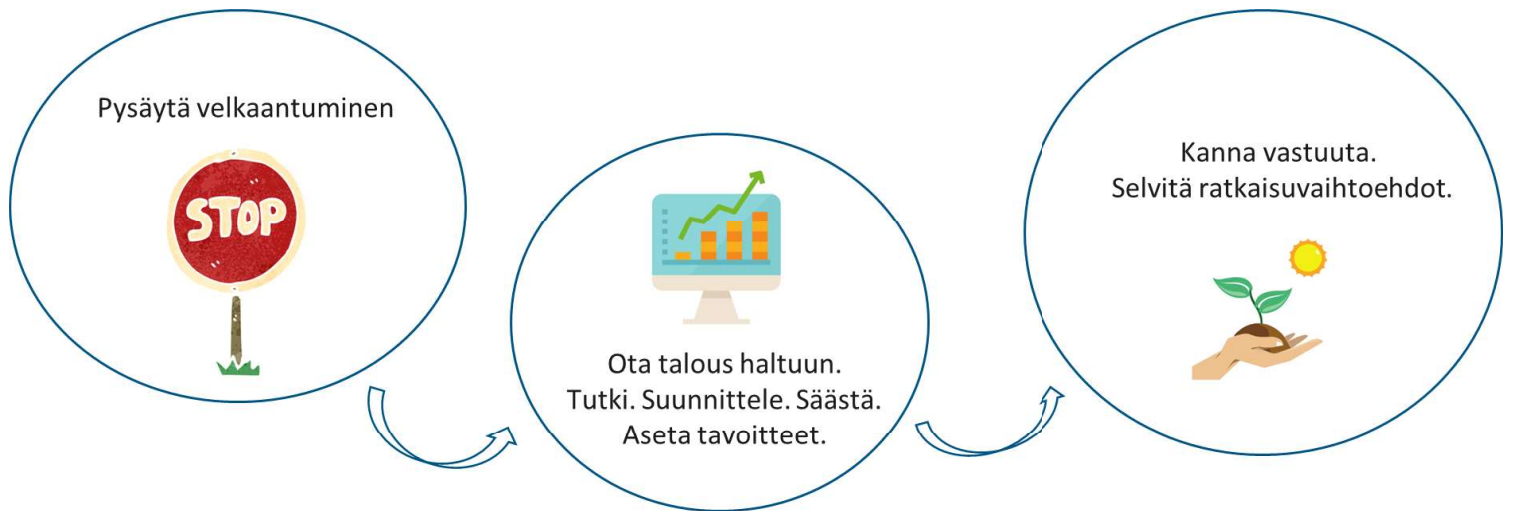 Pysäytä velkaantuminen
STOP
Ota talous haltuun.
Tutki. Suunnittele. Säästä.
Aseta tavoitteet.
Kanna vastuuta.
Selvitä ratkaisuvaihtoehdot.